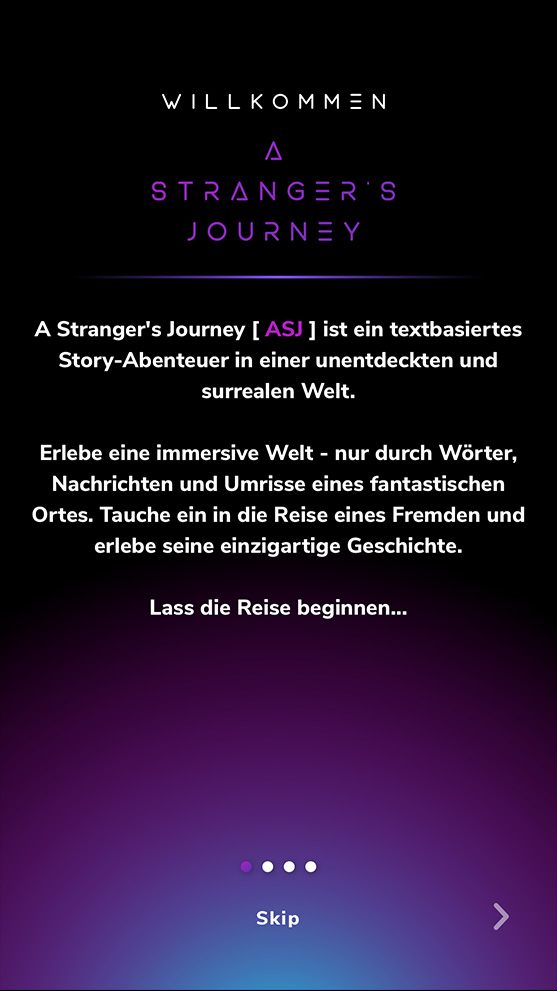 WILLKOMMEN
A
STRANGER'S
JOURNEY
A Stranger's Journey [ ASJ ] ist ein textbasiertes
Story-Abenteuer in einer unentdeckten und
surrealen Welt.
Erlebe eine immersive Welt - nur durch Wörter,
Nachrichten und Umrisse eines fantastischen
Ortes. Tauche ein in die Reise eines Fremden und
erlebe seine einzigartige Geschichte.
Lass die Reise beginnen...
Skip